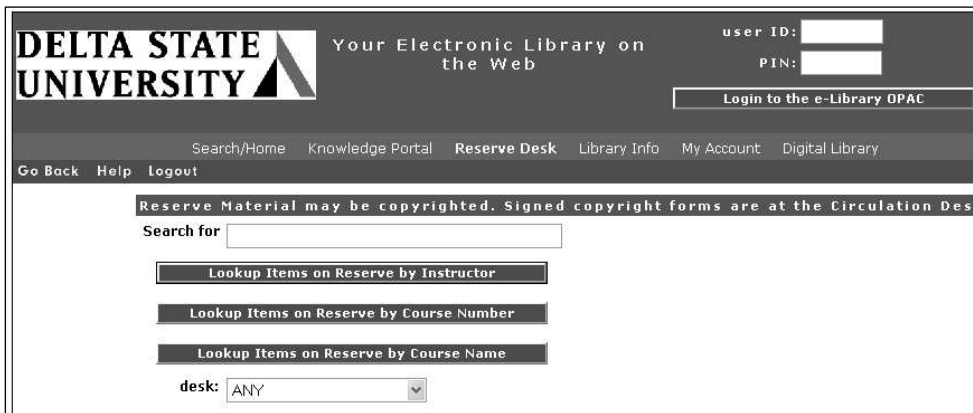 DELTA STATE
UNIVERSITY
Your Electronic Library on
the Web
user ID:
PIN:
Login to the e-Library OPAC
Search/Home Knowledge Portal Reserve Desk Library Info My Account Digital Library
Go Back Help Logout
Reserve Material may be copyrighted. Signed copyright forms are at the Circulation Des
Search for
Lookup Items on Reserve by Instructor
Lookup Items on Reserve by Course Number
Lookup Items on Reserve by Course Name
desk: ANY